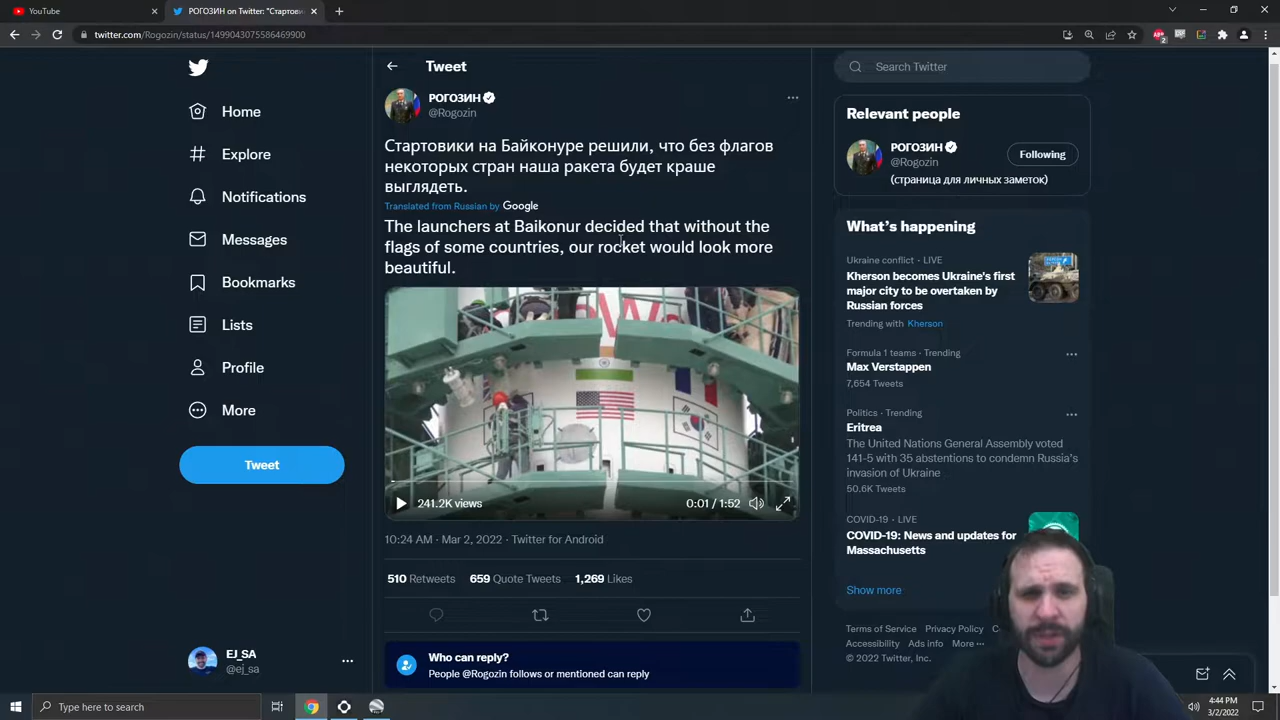 YouTube
РОГОЗИН on Twitter: "Стартови
twitter.com/Rogozin/status/1499043075586469900
2
Home
Explore
Notifications
Messages
Bookmarks
Lists
Profile
More
Tweet
EJ_SA
@ej_sa
Tweet
РОГОЗИН
@Rogozin
Стартовики на Байконуре решили, что без флагов
некоторых стран наша ракета будет краше
выглядеть.
Translated from Russian by Google
The launchers at Baikonur decided that without the
flags of some countries, our rocket would look more
beautiful.
241.2K views
0:01 / 1:52
10:24 AM · Mar 2, 2022 · Twitter for Android
510 Retweets 659 Quote Tweets 1,269 Likes
Who can reply?
People @Rogozin follows or mentioned can reply
Search Twitter
Relevant people
РОГОЗИН
@Rogozin
Following
(страница для личных заметок)
What's happening
Ukraine conflict · LIVE
Kherson becomes Ukraine's first
major city to be overtaken by
Russian forces
Trending with Kherson
Formula 1 teams · Trending
Max Verstappen
7,654 Tweets
Politics · Trending
Eritrea
The United Nations General Assembly voted
141-5 with 35 abstentions to condemn Russia's
invasion of Ukraine
50.6K Tweets
COVID-19 · LIVE
COVID-19: News and updates for
Massachusetts
Show more
Terms of Service Privacy Policy
Accessibility Ads info More
© 2022 Twitter, Inc.
Type here to search
4:44 PM
3/2/2022